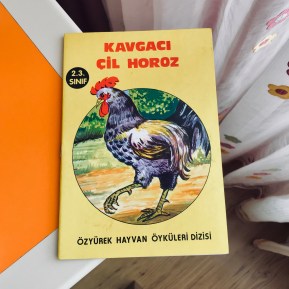 KAVGACI
ÇİL HOROZ
2.3.
SINIF
ÖZYÜREK HAYVAN ÖYKÜLERİ DİZİSİ